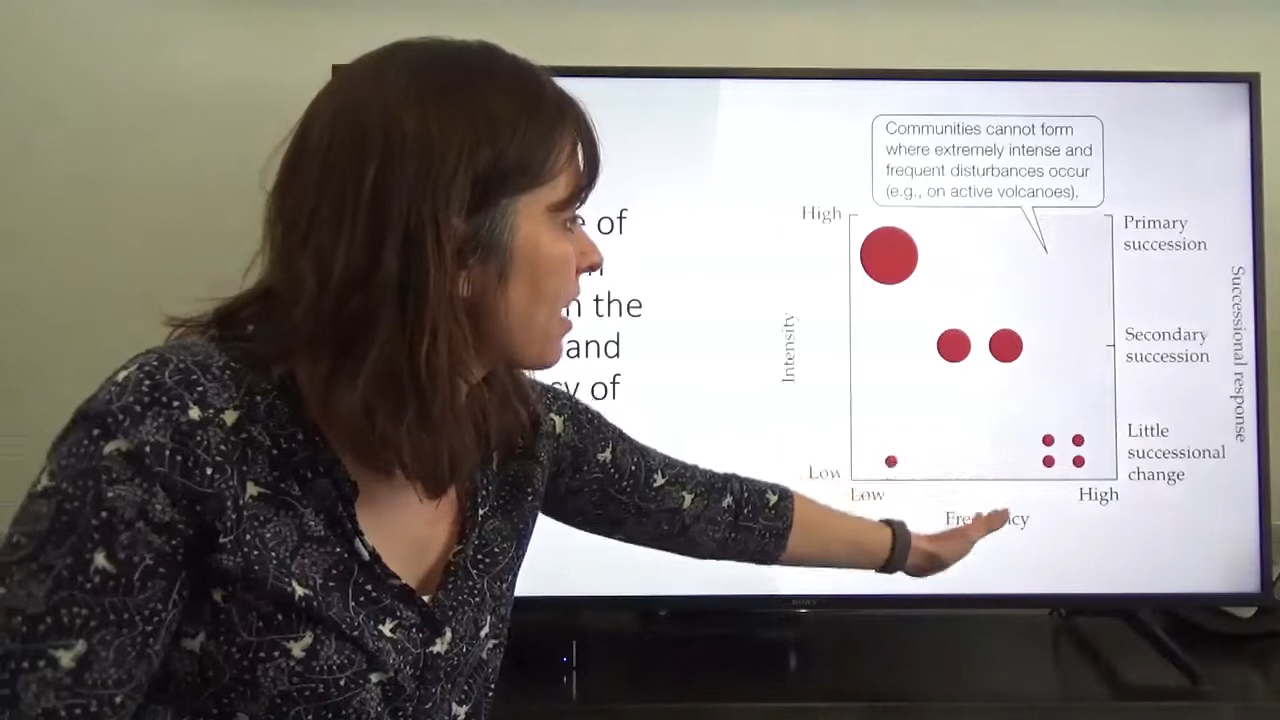 of
the
and
of
Communities cannot form
where extremely intense and
frequent disturbances occur
(e.g., on active volcanoes).
High
Intensity
Low
Low
High
Primary
succession
Secondary
succession
Little
successional
change
Successional response
SONY